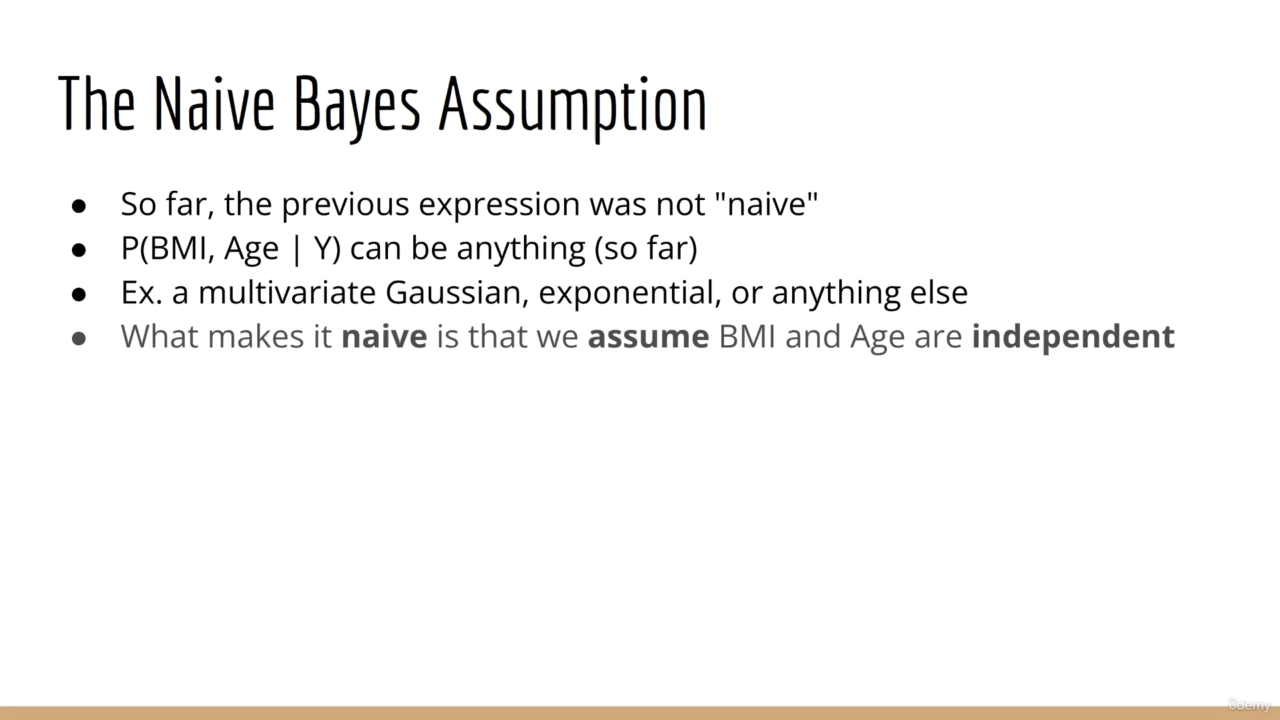 The Naive Bayes Assumption
● So far, the previous expression was not "naive"
● P(BMI, Age | Y) can be anything (so far)
● Ex. a multivariate Gaussian, exponential, or anything else
● What makes it naive is that we assume BMI and Age are independent
ûdemy